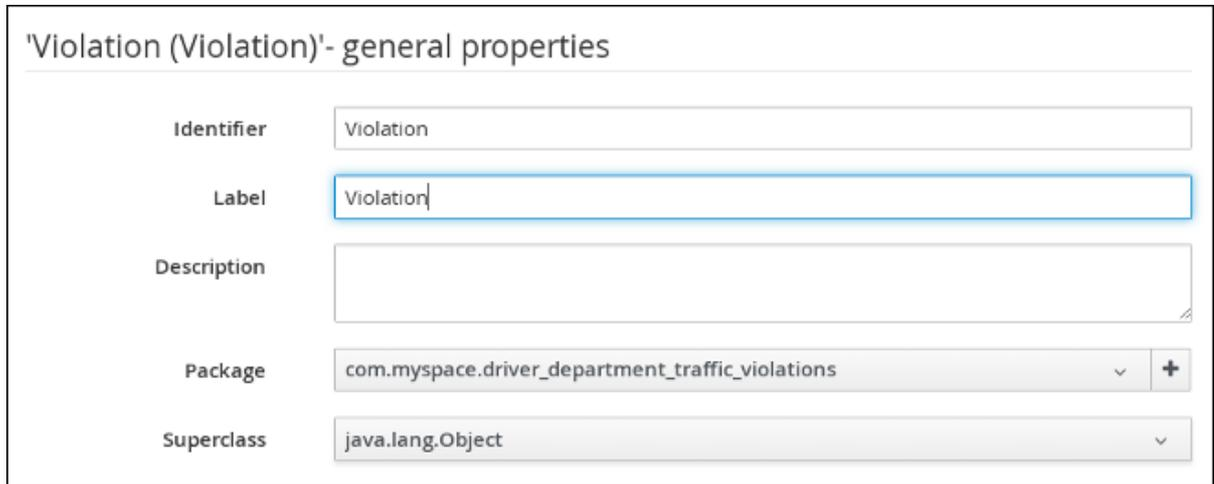 'Violation (Violation)'- general properties
Identifier Violation
Label Violation
Description
Package com.myspace.driver_department_traffic_violations +
Superclass java.lang.Object